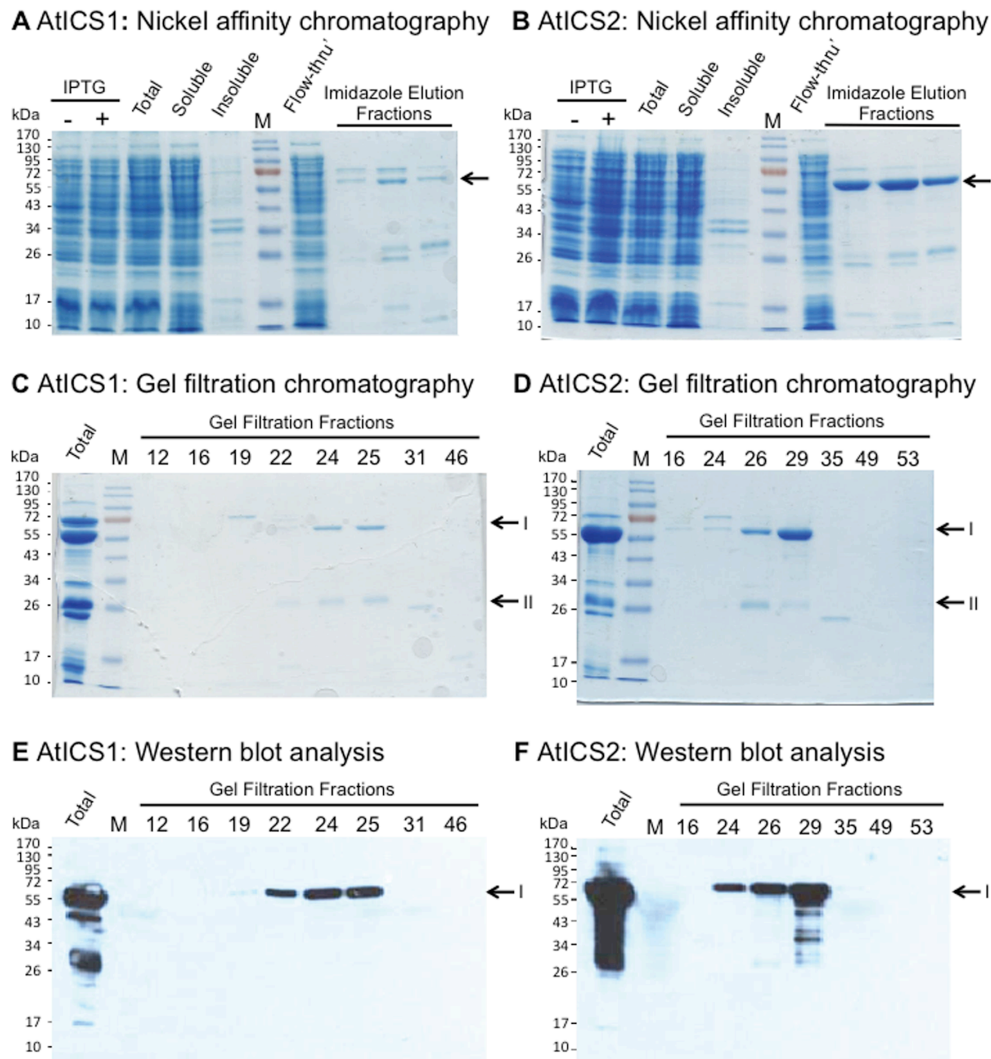 A AtICS1: Nickel affinity chromatography
IPTG
- +
Total
Soluble
Insoluble
M
Flow-thru'
Imidazole Elution
Fractions
kDa
170
130
95
72
55
43
34
26
17
10
B AtICS2: Nickel affinity chromatography
IPTG
- +
Total
Soluble
Insoluble
M
Flow-thru'
Imidazole Elution
Fractions
kDa
170
130
95
72
55
43
34
26
17
10
C AtICS1: Gel filtration chromatography
Gel Filtration Fractions
Total
kDa M 12 16 19 22 24 25 31 46
170
130
95
72
55
43
34
26
17
10
I
II
D AtICS2: Gel filtration chromatography
Gel Filtration Fractions
Total
kDa M 16 24 26 29 35 49 53
170
130
95
72
55
43
34
26
17
10
I
II
E AtICS1: Western blot analysis
Gel Filtration Fractions
Total
kDa M 12 16 19 22 24 25 31 46
170
130
95
72
55
43
34
26
17
10
I
F AtICS2: Western blot analysis
Gel Filtration Fractions
Total
kDa M 16 24 26 29 35 49 53
170
130
95
72
55
43
34
26
17
10
I